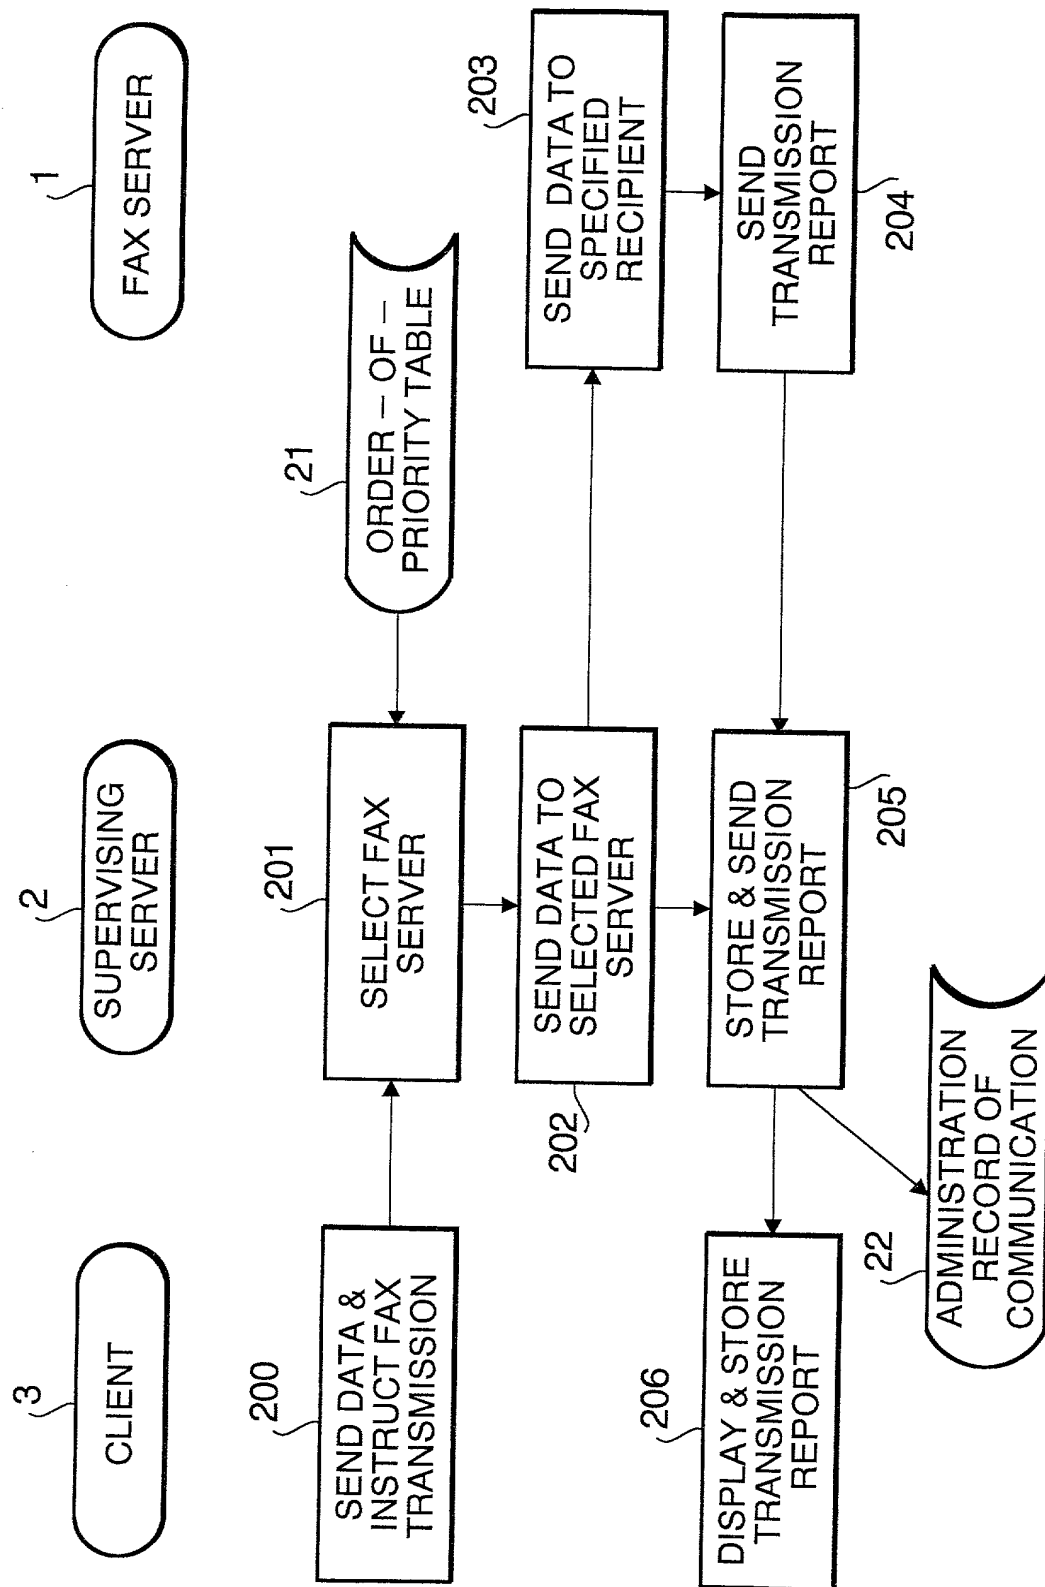 3
CLIENT
2
SUPERVISING
SERVER
1
FAX SERVER
200
SEND DATA &
INSTRUCT FAX
TRANSMISSION
201
SELECT FAX
SERVER
21
ORDER – OF –
PRIORITY TABLE
202
SEND DATA TO
SELECTED FAX
SERVER
203
SEND DATA TO
SPECIFIED
RECIPIENT
206
DISPLAY & STORE
TRANSMISSION
REPORT
STORE & SEND
TRANSMISSION
REPORT
205
SEND
TRANSMISSION
REPORT
204
22
ADMINISTRATION
RECORD OF
COMMUNICATION